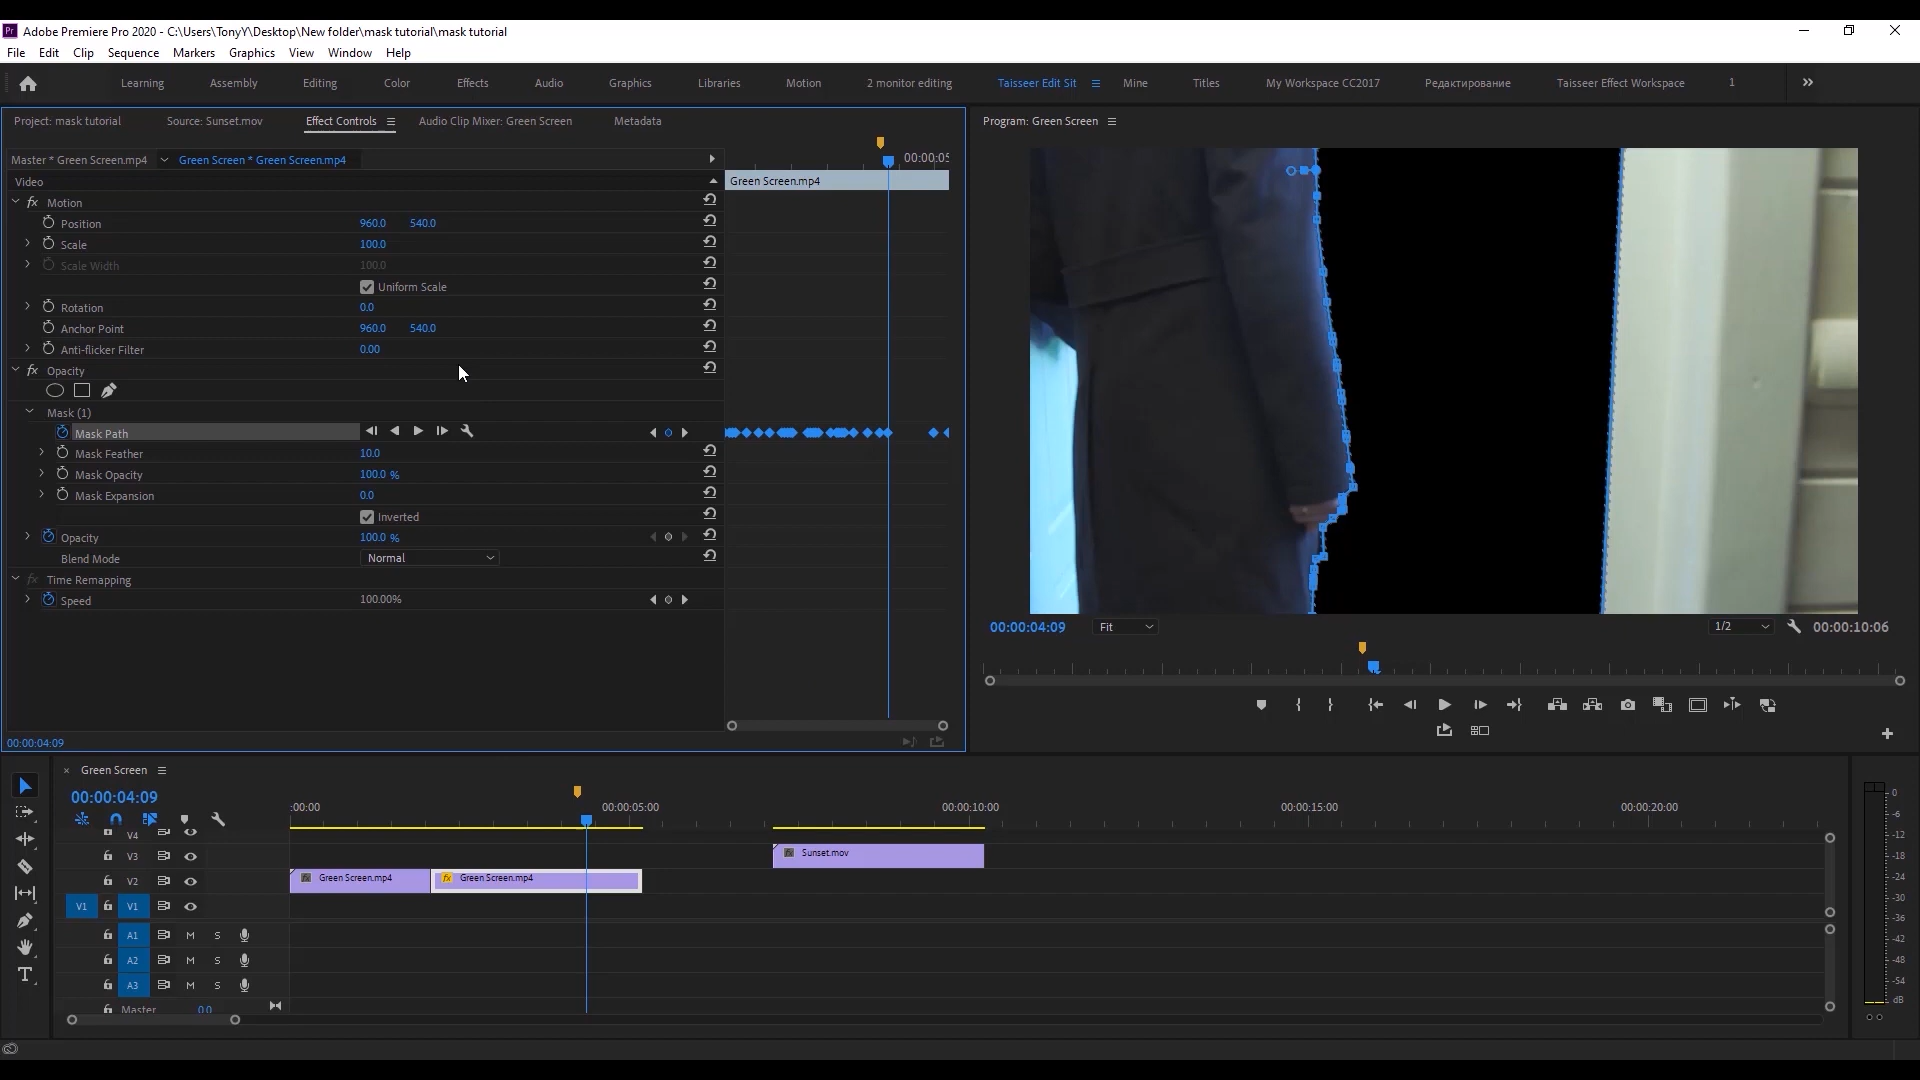 Adobe Premiere Pro 2020 - C:\Users\TonyY\Desktop\New folder\mask tutorial\mask tutorial
File Edit Clip Sequence Markers Graphics View Window Help
Learning Assembly Editing Color Effects Audio Graphics Libraries Motion 2 monitor editing Taisseer Edit Sit Mine Titles My Workspace CC2017 Редактирование Taisseer Effect Workspace 1
Project: mask tutorial Source: Sunset.mov Effect Controls Audio Clip Mixer: Green Screen Metadata
Program: Green Screen
Master * Green Screen.mp4 Green Screen * Green Screen.mp4
00:00:05
Video
Green Screen.mp4
fx Motion
Position 960.0 540.0
Scale 100.0
Scale Width 100.0
Uniform Scale
Rotation 0.0
Anchor Point 960.0 540.0
Anti-flicker Filter 0.00
fx Opacity
Mask (1)
Mask Path
Mask Feather 10.0
Mask Opacity 100.0 %
Mask Expansion 0.0
Inverted
Opacity 100.0 %
Blend Mode Normal
fx Time Remapping
Speed 100.00%
00:00:04:09
00:00:04:09 Fit 1/2 00:00:10:06
Green Screen
00:00:04:09
:00:00 00:00:05:00 00:00:10:00 00:00:15:00 00:00:20:00
V4
V3 Sunset.mov
V2 Green Screen.mp4 fx Green Screen.mp4
V1 V1
A1 M S
A2 M S
A3 M S
Master 0.0
0
-6
-12
-18
-24
-30
-36
-42
-48
-54
dB